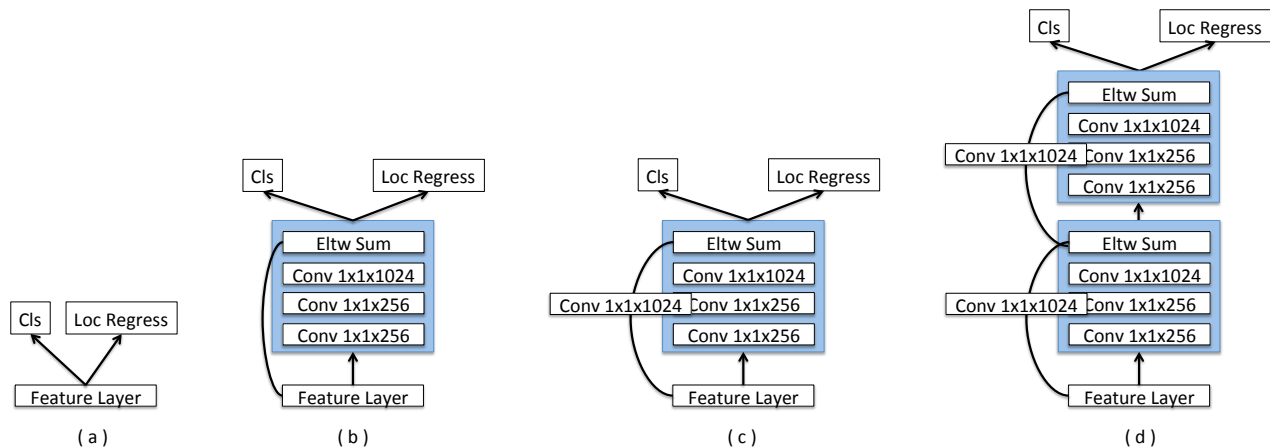 Cls
Loc Regress
Feature Layer
( a )
Cls
Loc Regress
Eltw Sum
Conv 1x1x1024
Conv 1x1x256
Conv 1x1x256
Feature Layer
( b )
Cls
Loc Regress
Eltw Sum
Conv 1x1x1024
Conv 1x1x1024
Conv 1x1x256
Conv 1x1x256
Feature Layer
( c )
Cls
Loc Regress
Eltw Sum
Conv 1x1x1024
Conv 1x1x1024
Conv 1x1x256
Conv 1x1x256
Eltw Sum
Conv 1x1x1024
Conv 1x1x1024
Conv 1x1x256
Conv 1x1x256
Feature Layer
( d )